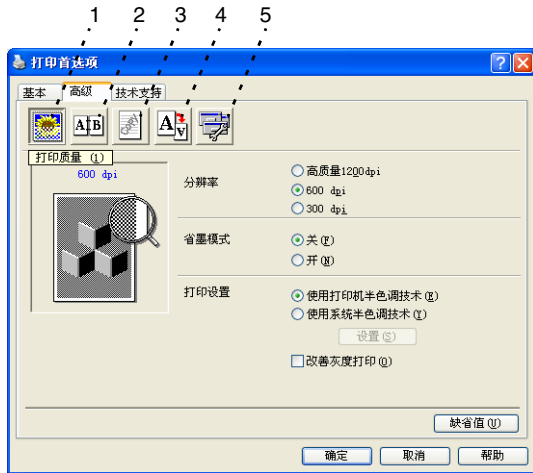 1 2 3 4 5
打印首选项
基本 高级 技术支持
A B
A v
打印质量 (1)
600 dpi
分辨率
高质量1200dpi
600 dpi
300 dpi
省墨模式
关(F)
开(N)
打印设置
使用打印机半色调技术(E)
使用系统半色调技术(Y)
设置(S)
改善灰度打印(O)
缺省值(U)
确定 取消 帮助